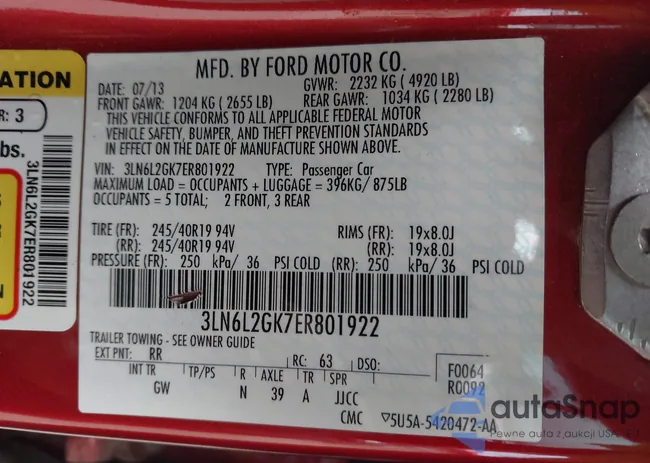 ATION
R: 3
bs.
3LN6L2GK7ER801922
MFD. BY FORD MOTOR CO.
DATE: 07/13 GVWR: 2232 KG ( 4920 LB)
FRONT GAWR: 1204 KG ( 2655 LB) REAR GAWR: 1034 KG ( 2280 LB)
THIS VEHICLE CONFORMS TO ALL APPLICABLE FEDERAL MOTOR
VEHICLE SAFETY, BUMPER, AND THEFT PREVENTION STANDARDS
IN EFFECT ON THE DATE OF MANUFACTURE SHOWN ABOVE.
VIN: 3LN6L2GK7ER801922 TYPE: Passenger Car
MAXIMUM LOAD = OCCUPANTS + LUGGAGE = 396KG/ 875LB
OCCUPANTS = 5 TOTAL; 2 FRONT, 3 REAR
TIRE (FR): 245/40R19 94V RIMS (FR): 19x8.0J
(RR): 245/40R19 94V (RR): 19x8.0J
PRESSURE (FR): 250 kPa/ 36 PSI COLD (RR): 250 kPa/ 36 PSI COLD
3LN6L2GK7ER801922
TRAILER TOWING - SEE OWNER GUIDE
EXT PNT: RR RC: 63 DSO: F0064
INT TR TP/PS R AXLE TR SPR R0092
GW N 39 A JJCC
CMC ▽5U5A-5420472-AA
autoSnap
Pewne auta z aukcji USA